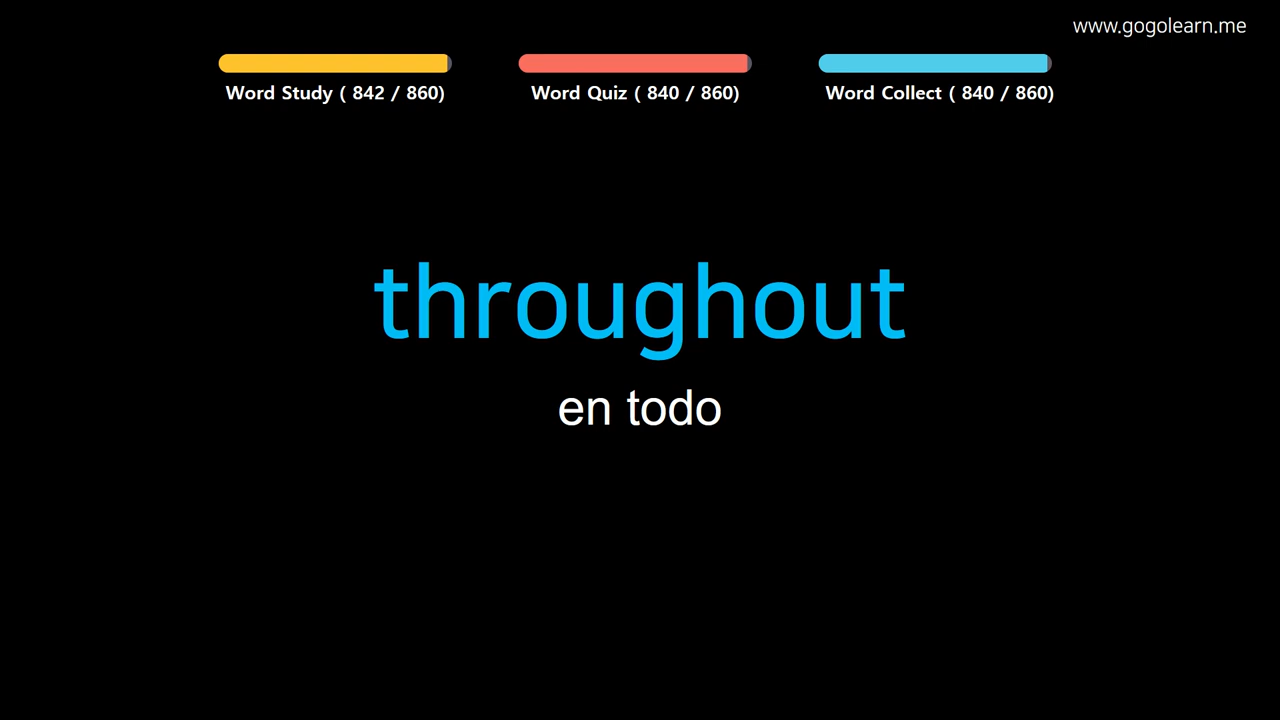 www.gogolearn.me
Word Study ( 842 / 860)
Word Quiz ( 840 / 860)
Word Collect ( 840 / 860)
throughout
en todo